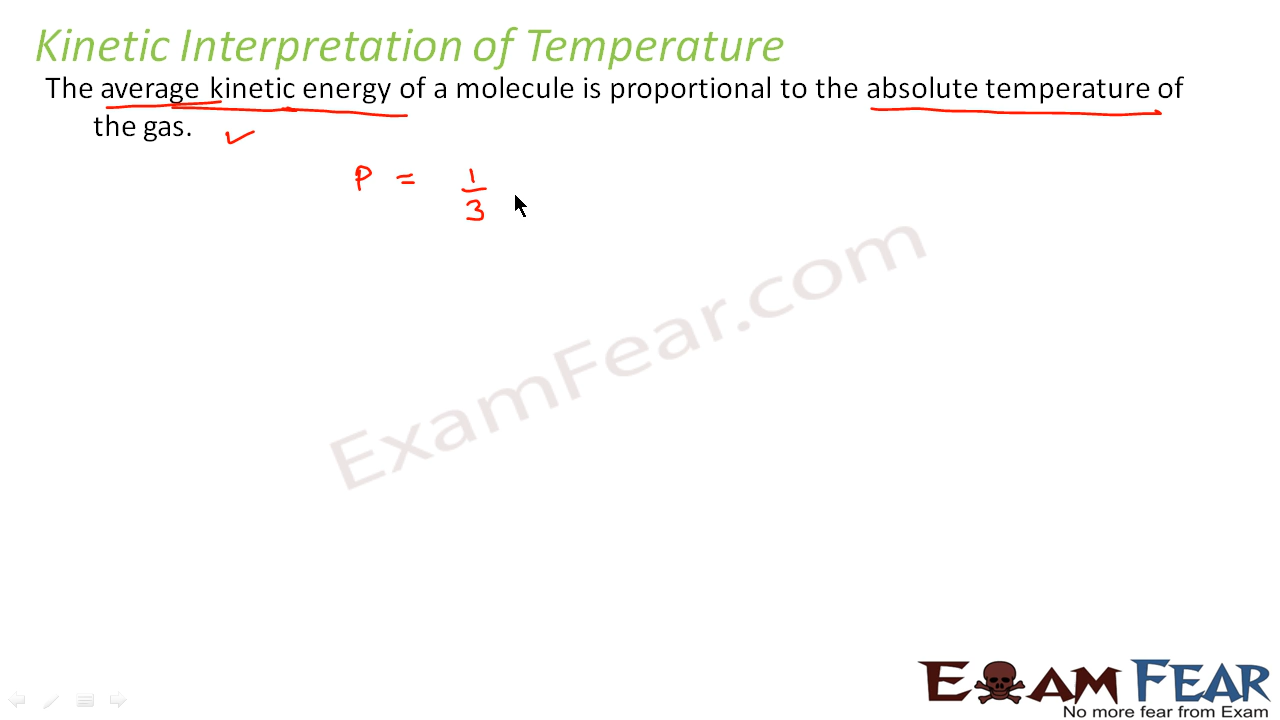 Kinetic Interpretation of Temperature
The average kinetic energy of a molecule is proportional to the absolute temperature of
the gas.
P = 1/3
ExamFear.com
EXAM FEAR
No more fear from Exam